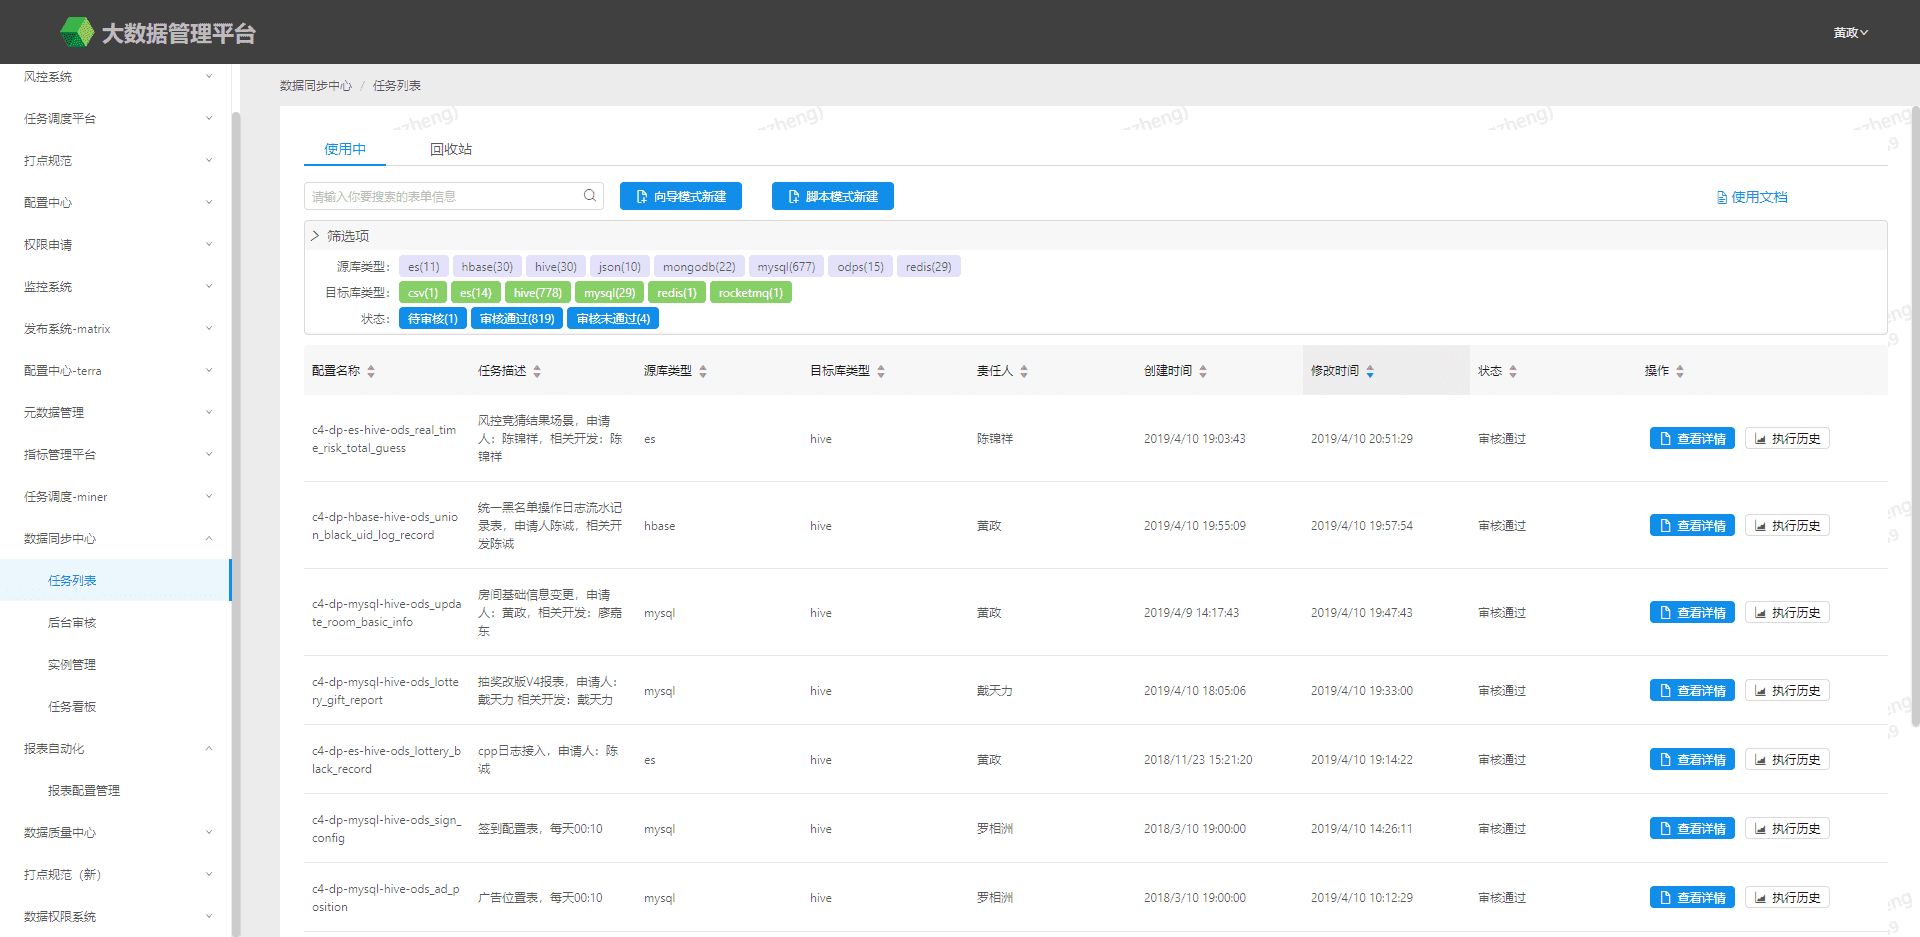 大数据管理平台
黄政
风控系统
任务调度平台
打点规范
配置中心
权限申请
监控系统
发布系统-matrix
配置中心-terra
元数据管理
指标管理平台
任务调度-miner
数据同步中心
任务列表
后台审核
实例管理
任务看板
报表自动化
报表配置管理
数据质量中心
打点规范（新）
数据权限系统
数据同步中心 / 任务列表
使用中 回收站
请输入你要搜索的表单信息 向导模式新建 脚本模式新建 使用文档
筛选项
源库类型： es(11) hbase(30) hive(30) json(10) mongodb(22) mysql(677) odps(15) redis(29)
目标库类型： csv(1) es(14) hive(778) mysql(29) redis(1) rocketmq(1)
状态： 待审核(1) 审核通过(819) 审核未通过(4)
配置名称 任务描述 源库类型 目标库类型 责任人 创建时间 修改时间 状态 操作
c4-dp-es-hive-ods_real_tim
e_risk_total_guess
风控竞猜结果场景，申请
人：陈锦祥，相关开发：陈
锦祥
es hive 陈锦祥 2019/4/10 19:03:43 2019/4/10 20:51:29 审核通过 查看详情 执行历史
c4-dp-hbase-hive-ods_unio
n_black_uid_log_record
统一黑名单操作日志流水记
录表，申请人陈诚，相关开
发陈诚
hbase hive 黄政 2019/4/10 19:55:09 2019/4/10 19:57:54 审核通过 查看详情 执行历史
c4-dp-mysql-hive-ods_upda
te_room_basic_info
房间基础信息变更，申请
人：黄政，相关开发：廖嘉
东
mysql hive 黄政 2019/4/9 14:17:43 2019/4/10 19:47:43 审核通过 查看详情 执行历史
c4-dp-mysql-hive-ods_lotte
ry_gift_report
抽奖改版V4报表，申请人：
戴天力 相关开发：戴天力
mysql hive 戴天力 2019/4/10 18:05:06 2019/4/10 19:33:00 审核通过 查看详情 执行历史
c4-dp-es-hive-ods_lottery_b
lack_record
cpp日志接入，申请人：陈
诚
es hive 黄政 2018/11/23 15:21:20 2019/4/10 19:14:22 审核通过 查看详情 执行历史
c4-dp-mysql-hive-ods_sign_
config
签到配置表，每天00:10
mysql hive 罗相洲 2018/3/10 19:00:00 2019/4/10 14:26:11 审核通过 查看详情 执行历史
c4-dp-mysql-hive-ods_ad_p
osition
广告位置表，每天00:10
mysql hive 罗相洲 2018/3/10 19:00:00 2019/4/10 10:12:29 审核通过 查看详情 执行历史